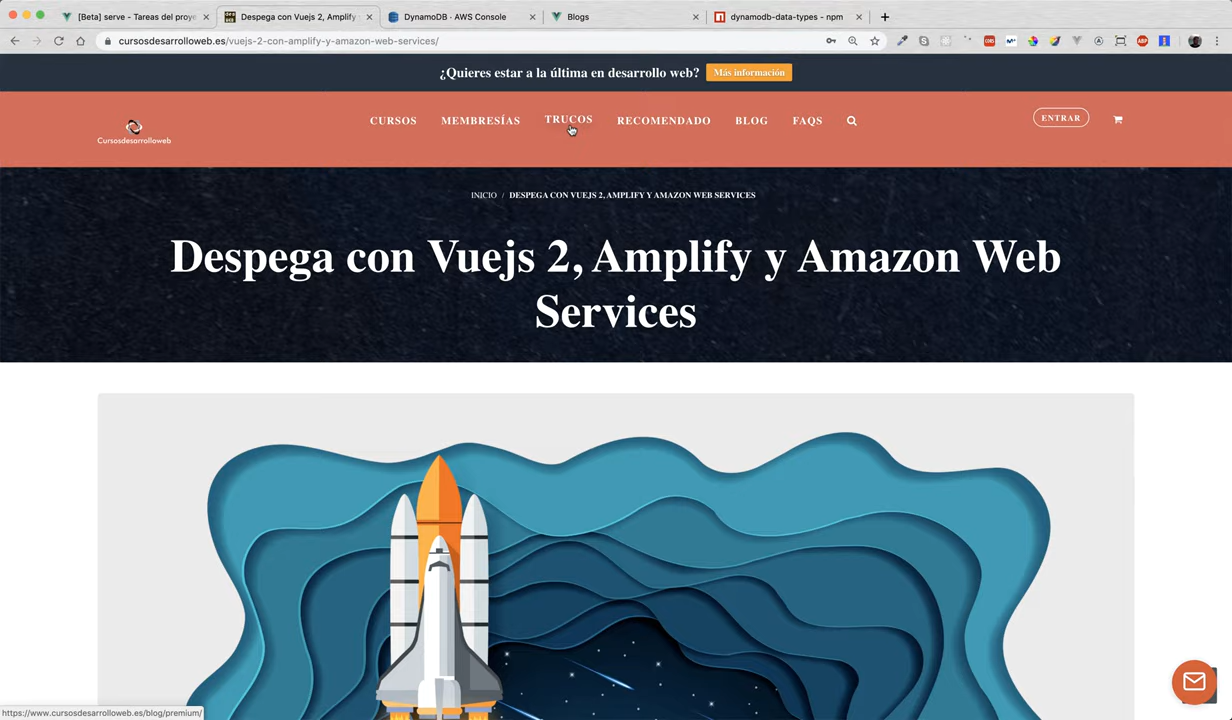 [Beta] serve - Tareas del proye
Despega con Vuejs 2, Amplify
DynamoDB · AWS Console
Blogs
dynamodb-data-types - npm
cursosdesarrolloweb.es/vuejs-2-con-amplify-y-amazon-web-services/
¿Quieres estar a la última en desarrollo web?
Más información
Cursosdesarrolloweb
CURSOS
MEMBRESÍAS
TRUCOS
RECOMENDADO
BLOG
FAQS
ENTRAR
INICIO / DESPEGA CON VUEJS 2, AMPLIFY Y AMAZON WEB SERVICES
Despega con Vuejs 2, Amplify y Amazon Web
Services
https://www.cursosdesarrolloweb.es/blog/premium/